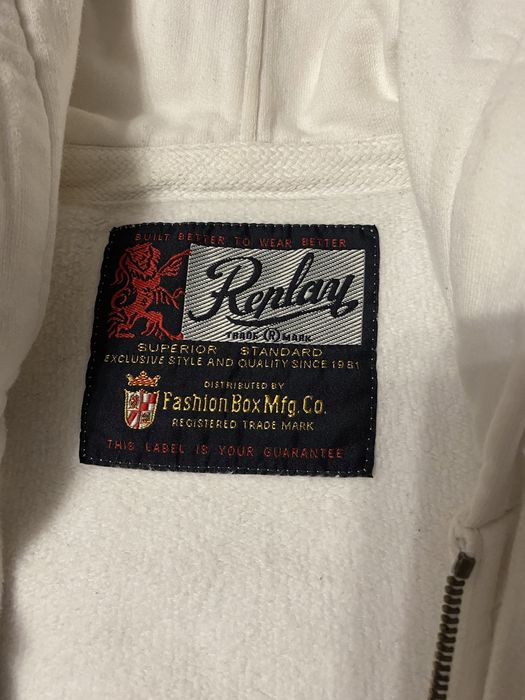 BUILT BETTER TO WEAR BETTER
Replay
TRADE (R) MARK
SUPERIOR STANDARD
EXCLUSIVE STYLE AND QUALITY SINCE 1981
DISTRIBUTED BY
Fashion Box Mfg. Co.
REGISTERED TRADE MARK
THIS LABEL IS YOUR GUARANTEE